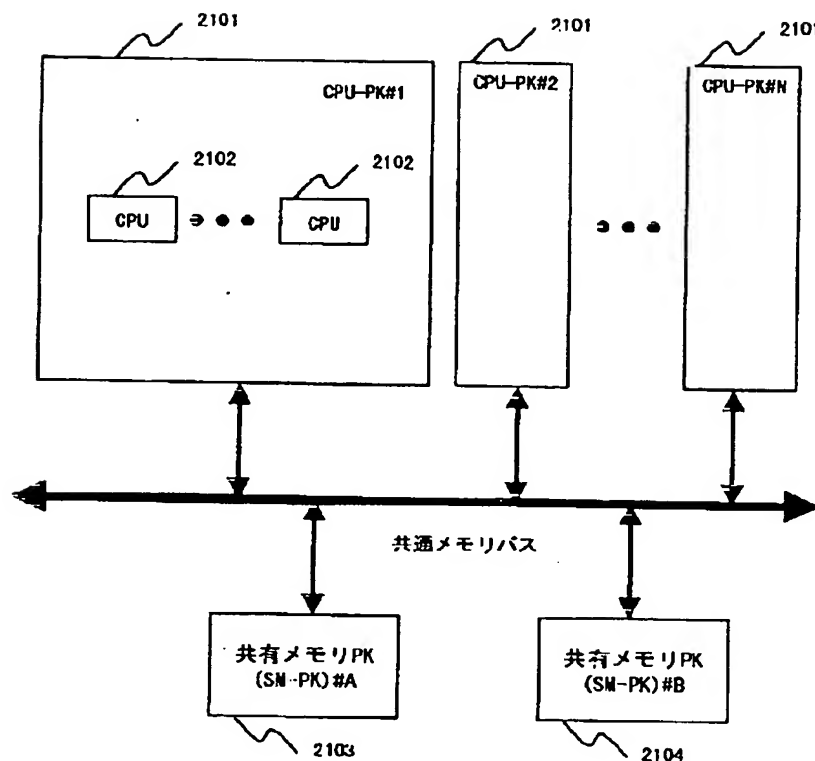 2101
2101
2101
CPU-PK#1
CPU-PK#2
CPU-PK#N
2102
2102
CPU
CPU
共通メモリバス
共有メモリPK
(SM-PK)#A
共有メモリPK
(SM-PK)#B
2103
2104